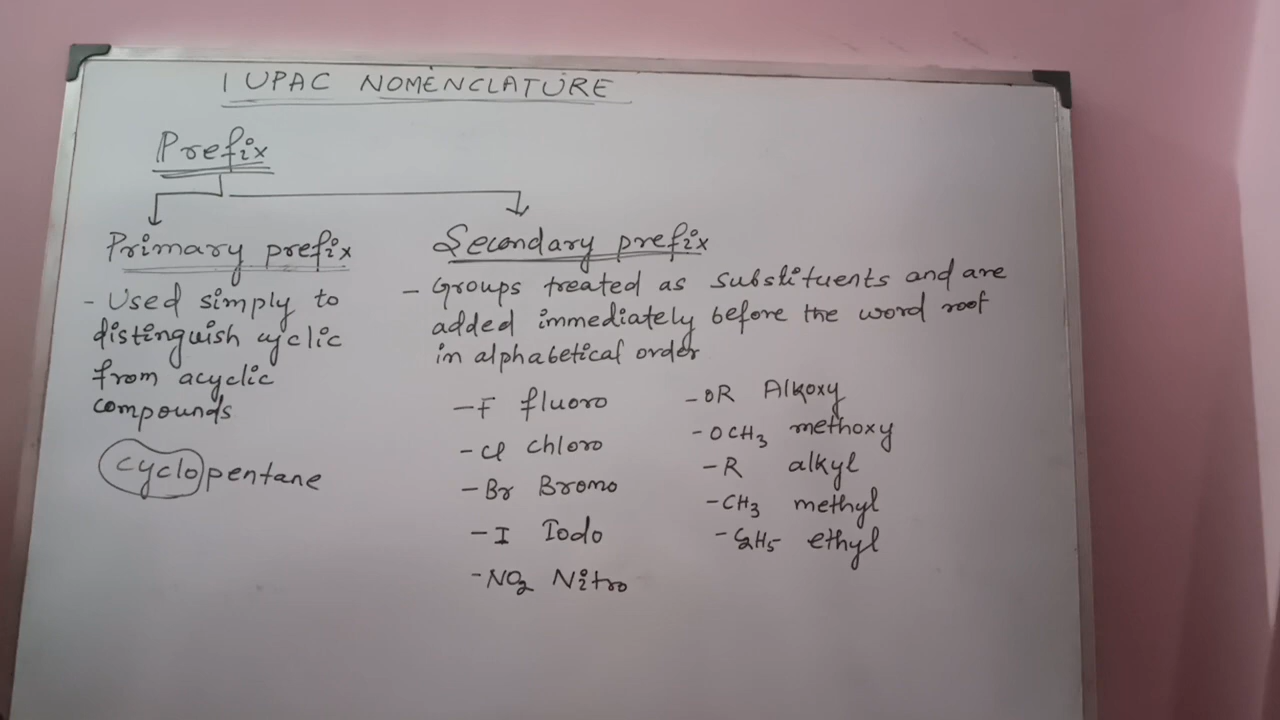 IUPAC NOMENCLATURE
Prefix
Primary prefix
- Used simply to
distinguish cyclic
from acyclic
compounds
cyclopentane
Secondary prefix
- Groups treated as substituents and are
added immediately before the word root
in alphabetical order
-F fluoro
-Cl chloro
-Br Bromo
-I Iodo
-NO₂ Nitro
-OR Alkoxy
-OCH₃ methoxy
-R alkyl
-CH₃ methyl
-C₂H₅ ethyl